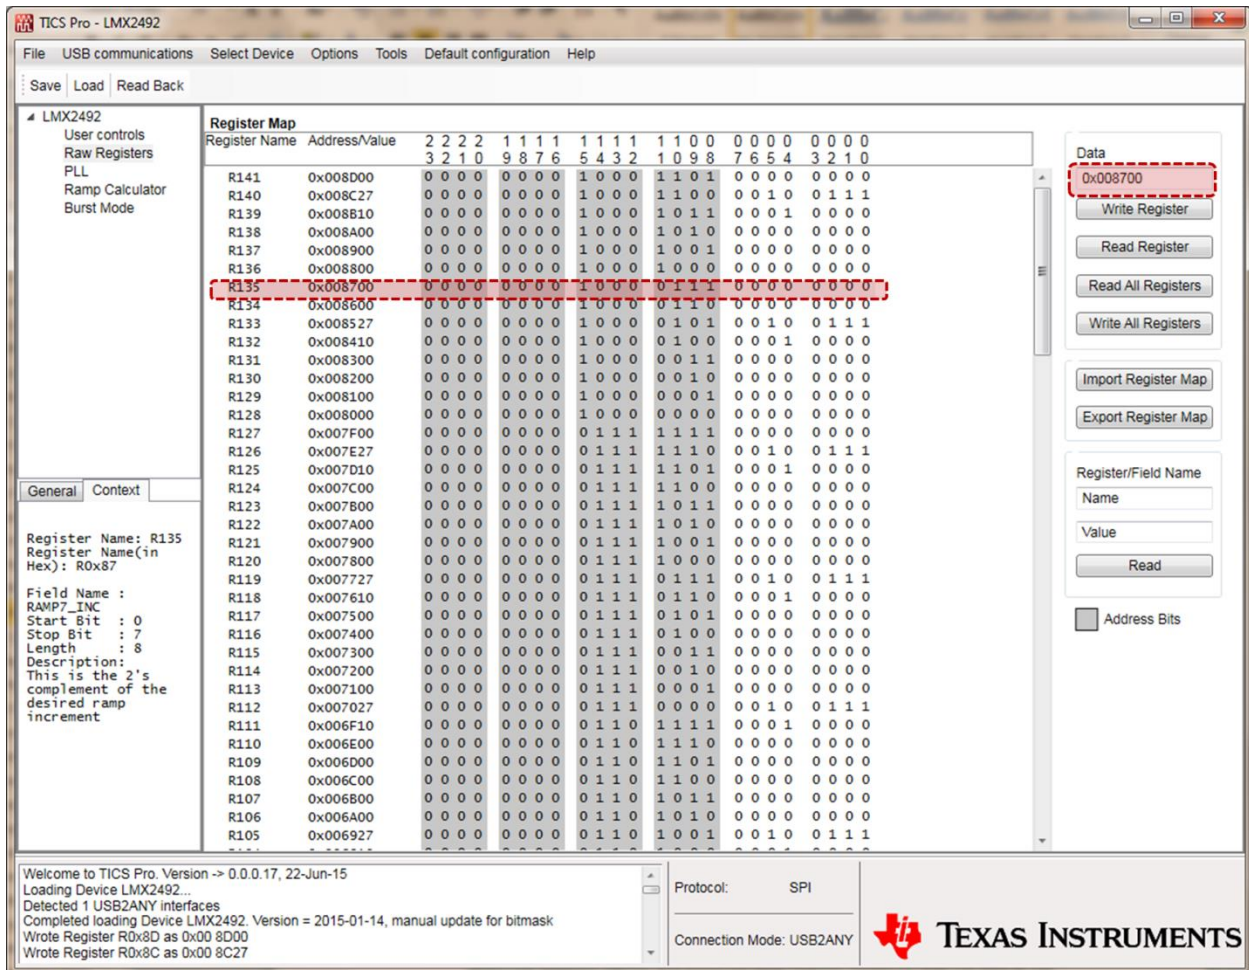 TICS Pro - LMX2492
File USB communications Select Device Options Tools Default configuration Help
Save Load Read Back
LMX2492
User controls
Raw Registers
PLL
Ramp Calculator
Burst Mode
General Context
Register Name: R135
Register Name(in
Hex): R0x87
Field Name :
RAMP7_INC
Start Bit : 0
Stop Bit : 7
Length : 8
Description:
This is the 2's
complement of the
desired ramp
increment
Register Map
Register Name Address/Value 2 2 2 2 1 1 1 1 1 1 1 1 1 1 0 0 0 0 0 0 0 0 0 0
3 2 1 0 9 8 7 6 5 4 3 2 1 0 9 8 7 6 5 4 3 2 1 0
R141 0x008D00 0 0 0 0 0 0 0 0 1 0 0 0 1 1 0 1 0 0 0 0 0 0 0 0
R140 0x008C27 0 0 0 0 0 0 0 0 1 0 0 0 1 1 0 0 0 0 1 0 0 1 1 1
R139 0x008B10 0 0 0 0 0 0 0 0 1 0 0 0 1 0 1 1 0 0 0 1 0 0 0 0
R138 0x008A00 0 0 0 0 0 0 0 0 1 0 0 0 1 0 1 0 0 0 0 0 0 0 0 0
R137 0x008900 0 0 0 0 0 0 0 0 1 0 0 0 1 0 0 1 0 0 0 0 0 0 0 0
R136 0x008800 0 0 0 0 0 0 0 0 1 0 0 0 1 0 0 0 0 0 0 0 0 0 0 0
R135 0x008700 0 0 0 0 0 0 0 0 1 0 0 0 0 1 1 1 0 0 0 0 0 0 0 0
R134 0x008600 0 0 0 0 0 0 0 0 1 0 0 0 0 1 1 0 0 0 0 0 0 0 0 0
R133 0x008527 0 0 0 0 0 0 0 0 1 0 0 0 0 1 0 1 0 0 1 0 0 1 1 1
R132 0x008410 0 0 0 0 0 0 0 0 1 0 0 0 0 1 0 0 0 0 0 1 0 0 0 0
R131 0x008300 0 0 0 0 0 0 0 0 1 0 0 0 0 0 1 1 0 0 0 0 0 0 0 0
R130 0x008200 0 0 0 0 0 0 0 0 1 0 0 0 0 0 1 0 0 0 0 0 0 0 0 0
R129 0x008100 0 0 0 0 0 0 0 0 1 0 0 0 0 0 0 1 0 0 0 0 0 0 0 0
R128 0x008000 0 0 0 0 0 0 0 0 1 0 0 0 0 0 0 0 0 0 0 0 0 0 0 0
R127 0x007F00 0 0 0 0 0 0 0 0 0 1 1 1 1 1 1 1 0 0 0 0 0 0 0 0
R126 0x007E27 0 0 0 0 0 0 0 0 0 1 1 1 1 1 1 0 0 0 1 0 0 1 1 1
R125 0x007D10 0 0 0 0 0 0 0 0 0 1 1 1 1 1 0 1 0 0 0 1 0 0 0 0
R124 0x007C00 0 0 0 0 0 0 0 0 0 1 1 1 1 1 0 0 0 0 0 0 0 0 0 0
R123 0x007B00 0 0 0 0 0 0 0 0 0 1 1 1 1 0 1 1 0 0 0 0 0 0 0 0
R122 0x007A00 0 0 0 0 0 0 0 0 0 1 1 1 1 0 1 0 0 0 0 0 0 0 0 0
R121 0x007900 0 0 0 0 0 0 0 0 0 1 1 1 1 0 0 1 0 0 0 0 0 0 0 0
R120 0x007800 0 0 0 0 0 0 0 0 0 1 1 1 1 0 0 0 0 0 0 0 0 0 0 0
R119 0x007727 0 0 0 0 0 0 0 0 0 1 1 1 0 1 1 1 0 0 1 0 0 1 1 1
R118 0x007610 0 0 0 0 0 0 0 0 0 1 1 1 0 1 1 0 0 0 0 1 0 0 0 0
R117 0x007500 0 0 0 0 0 0 0 0 0 1 1 1 0 1 0 1 0 0 0 0 0 0 0 0
R116 0x007400 0 0 0 0 0 0 0 0 0 1 1 1 0 1 0 0 0 0 0 0 0 0 0 0
R115 0x007300 0 0 0 0 0 0 0 0 0 1 1 1 0 0 1 1 0 0 0 0 0 0 0 0
R114 0x007200 0 0 0 0 0 0 0 0 0 1 1 1 0 0 1 0 0 0 0 0 0 0 0 0
R113 0x007100 0 0 0 0 0 0 0 0 0 1 1 1 0 0 0 1 0 0 0 0 0 0 0 0
R112 0x007027 0 0 0 0 0 0 0 0 0 1 1 1 0 0 0 0 0 0 1 0 0 1 1 1
R111 0x006F10 0 0 0 0 0 0 0 0 0 1 1 0 1 1 1 1 0 0 0 1 0 0 0 0
R110 0x006E00 0 0 0 0 0 0 0 0 0 1 1 0 1 1 1 0 0 0 0 0 0 0 0 0
R109 0x006D00 0 0 0 0 0 0 0 0 0 1 1 0 1 1 0 1 0 0 0 0 0 0 0 0
R108 0x006C00 0 0 0 0 0 0 0 0 0 1 1 0 1 1 0 0 0 0 0 0 0 0 0 0
R107 0x006B00 0 0 0 0 0 0 0 0 0 1 1 0 1 0 1 1 0 0 0 0 0 0 0 0
R106 0x006A00 0 0 0 0 0 0 0 0 0 1 1 0 1 0 1 0 0 0 0 0 0 0 0 0
R105 0x006927 0 0 0 0 0 0 0 0 0 1 1 0 1 0 0 1 0 0 1 0 0 1 1 1
Data
0x008700
Write Register
Read Register
Read All Registers
Write All Registers
Import Register Map
Export Register Map
Register/Field Name
Name
Value
Read
Address Bits
Welcome to TICS Pro. Version -> 0.0.0.17, 22-Jun-15
Loading Device LMX2492...
Detected 1 USB2ANY interfaces
Completed loading Device LMX2492. Version = 2015-01-14, manual update for bitmask
Wrote Register R0x8D as 0x00 8D00
Wrote Register R0x8C as 0x00 8C27
Protocol: SPI
Connection Mode: USB2ANY
TEXAS INSTRUMENTS